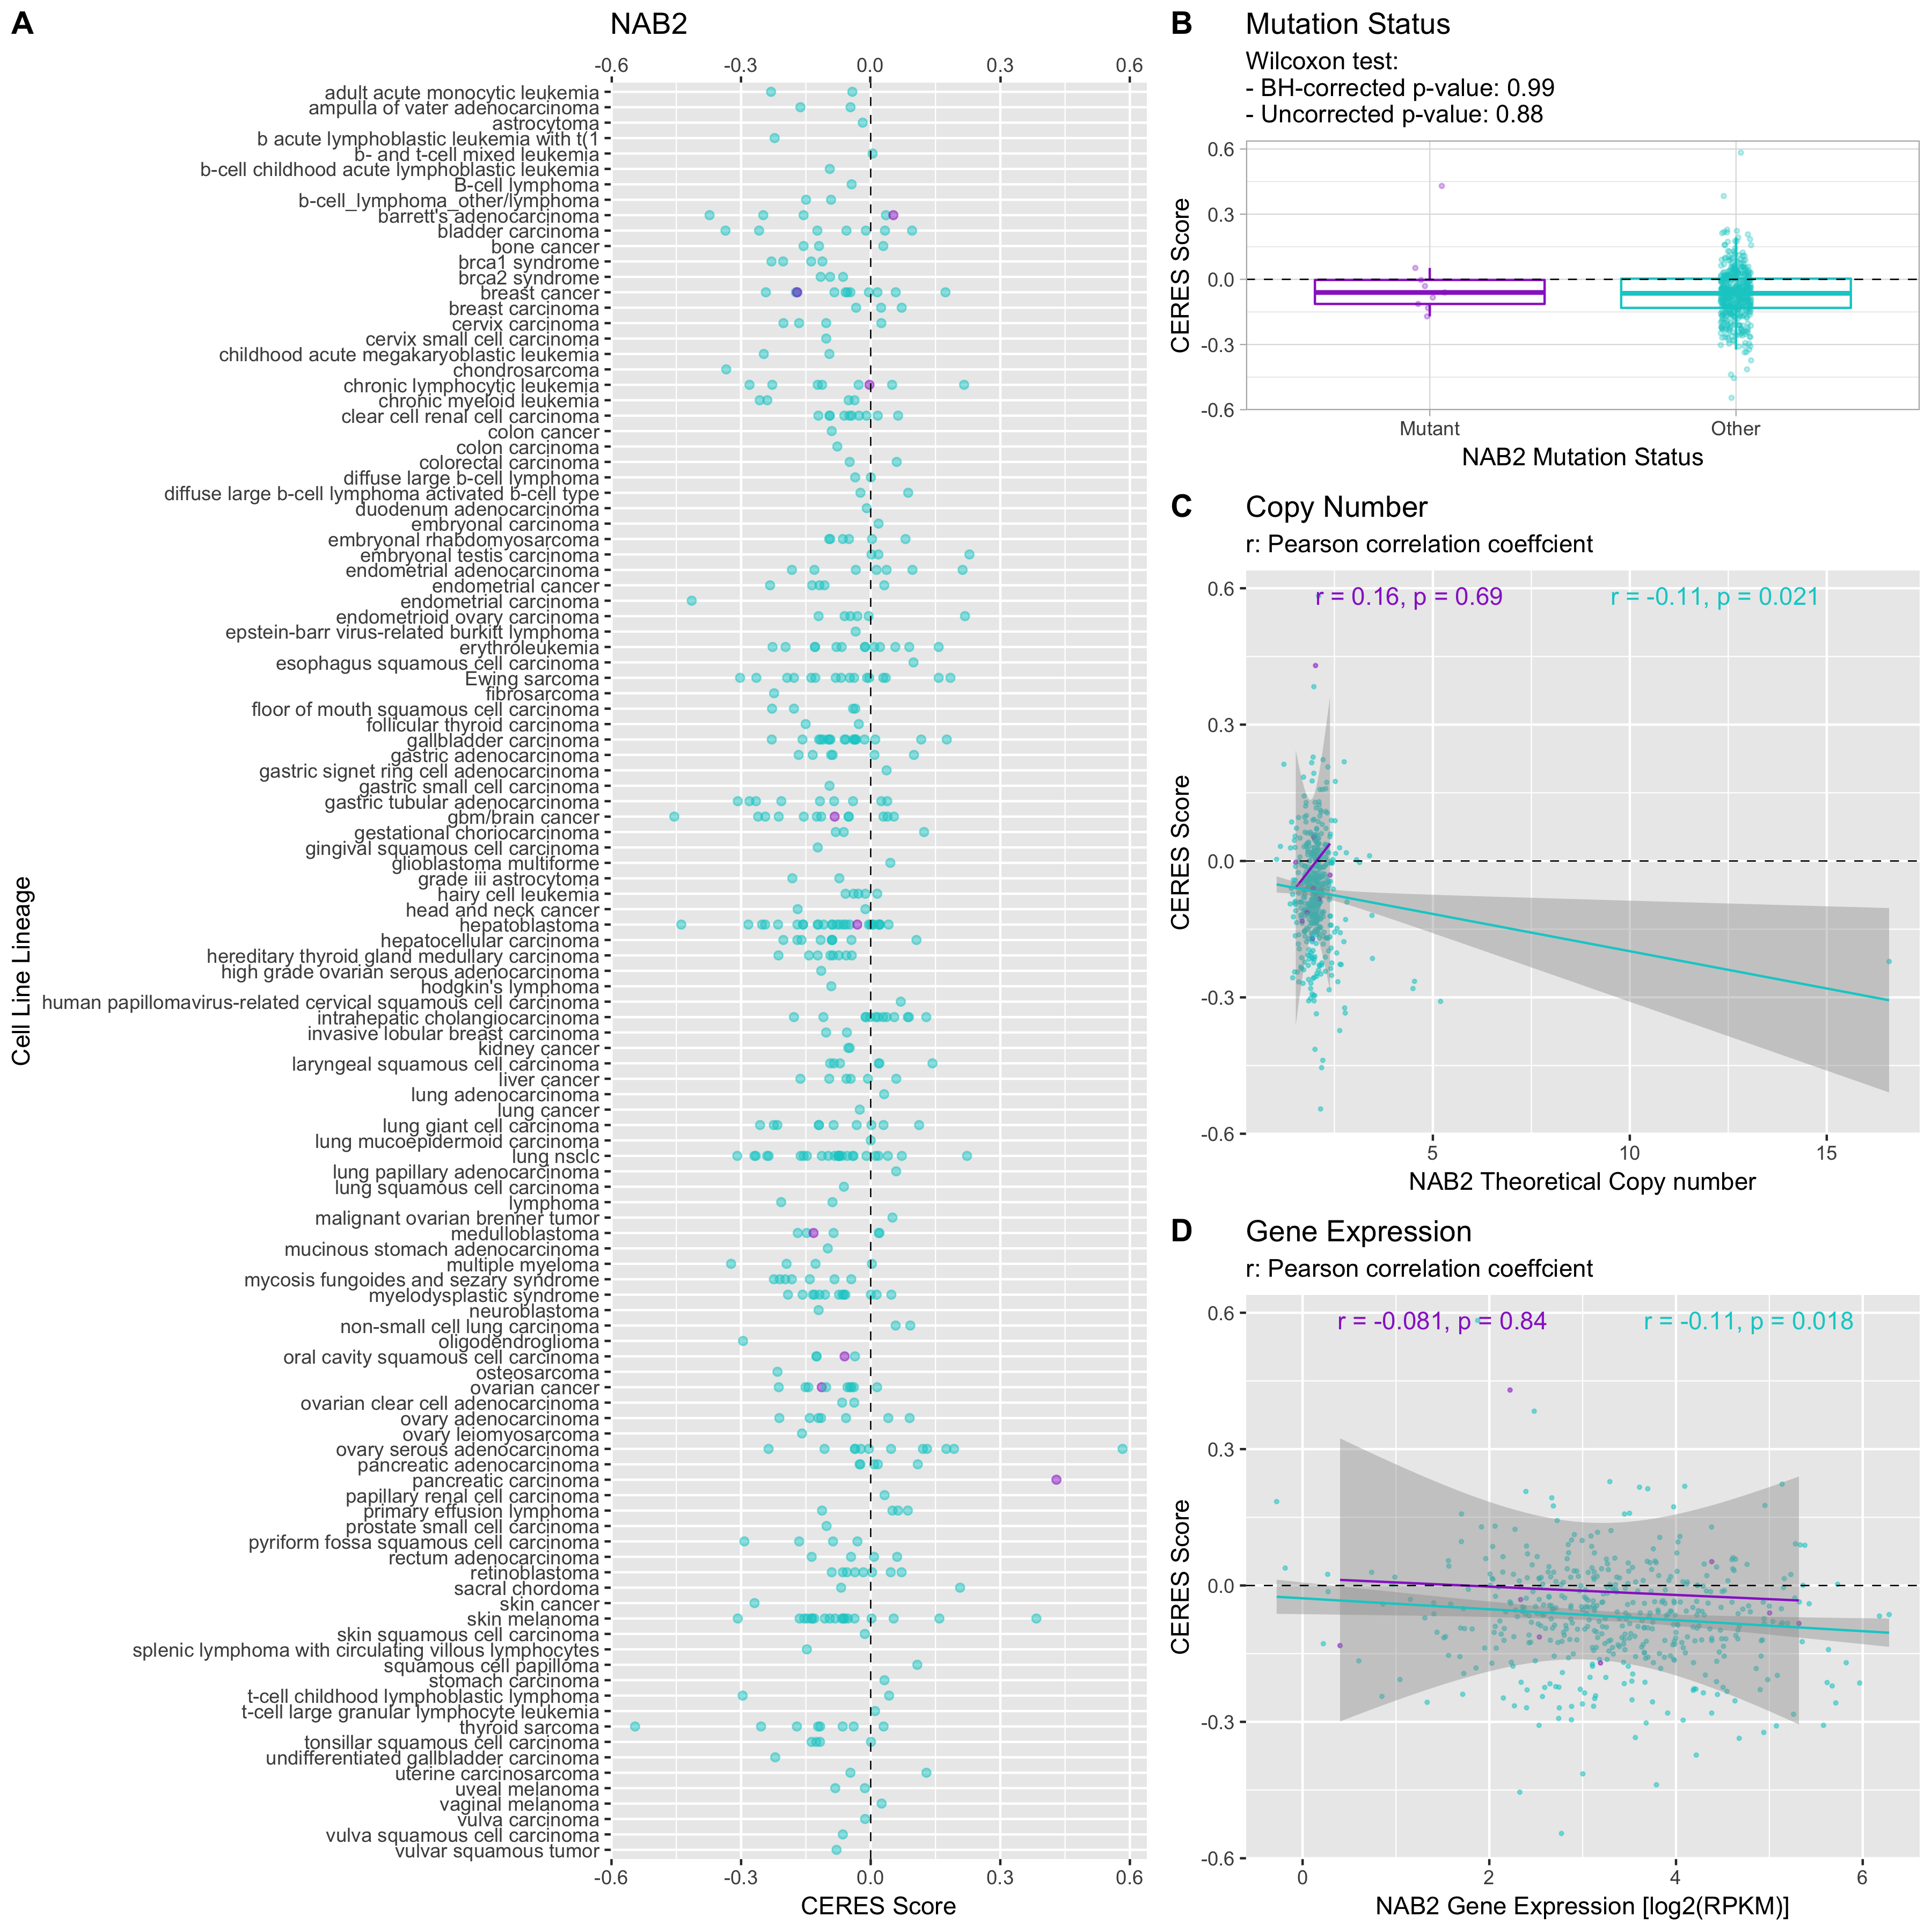 A
NAB2
-0.6 -0.3 0.0 0.3 0.6
Cell Line Lineage
adult acute monocytic leukemia
ampulla of vater adenocarcinoma
astrocytoma
b acute lymphoblastic leukemia with t(1
b- and t-cell mixed leukemia
b-cell childhood acute lymphoblastic leukemia
B-cell lymphoma
b-cell_lymphoma_other/lymphoma
barrett's adenocarcinoma
bladder carcinoma
bone cancer
brca1 syndrome
brca2 syndrome
breast cancer
breast carcinoma
cervix carcinoma
cervix small cell carcinoma
childhood acute megakaryoblastic leukemia
chondrosarcoma
chronic lymphocytic leukemia
chronic myeloid leukemia
clear cell renal cell carcinoma
colon cancer
colon carcinoma
colorectal carcinoma
diffuse large b-cell lymphoma
diffuse large b-cell lymphoma activated b-cell type
duodenum adenocarcinoma
embryonal carcinoma
embryonal rhabdomyosarcoma
embryonal testis carcinoma
endometrial adenocarcinoma
endometrial cancer
endometrial carcinoma
endometrioid ovary carcinoma
epstein-barr virus-related burkitt lymphoma
erythroleukemia
esophagus squamous cell carcinoma
Ewing sarcoma
fibrosarcoma
floor of mouth squamous cell carcinoma
follicular thyroid carcinoma
gallbladder carcinoma
gastric adenocarcinoma
gastric signet ring cell adenocarcinoma
gastric small cell carcinoma
gastric tubular adenocarcinoma
gbm/brain cancer
gestational choriocarcinoma
gingival squamous cell carcinoma
glioblastoma multiforme
grade iii astrocytoma
hairy cell leukemia
head and neck cancer
hepatoblastoma
hepatocellular carcinoma
hereditary thyroid gland medullary carcinoma
high grade ovarian serous adenocarcinoma
hodgkin's lymphoma
human papillomavirus-related cervical squamous cell carcinoma
intrahepatic cholangiocarcinoma
invasive lobular breast carcinoma
kidney cancer
laryngeal squamous cell carcinoma
liver cancer
lung adenocarcinoma
lung cancer
lung giant cell carcinoma
lung mucoepidermoid carcinoma
lung nsclc
lung papillary adenocarcinoma
lung squamous cell carcinoma
lymphoma
malignant ovarian brenner tumor
medulloblastoma
mucinous stomach adenocarcinoma
multiple myeloma
mycosis fungoides and sezary syndrome
myelodysplastic syndrome
neuroblastoma
non-small cell lung carcinoma
oligodendroglioma
oral cavity squamous cell carcinoma
osteosarcoma
ovarian cancer
ovarian clear cell adenocarcinoma
ovary adenocarcinoma
ovary leiomyosarcoma
ovary serous adenocarcinoma
pancreatic adenocarcinoma
pancreatic carcinoma
papillary renal cell carcinoma
primary effusion lymphoma
prostate small cell carcinoma
pyriform fossa squamous cell carcinoma
rectum adenocarcinoma
retinoblastoma
sacral chordoma
skin cancer
skin melanoma
skin squamous cell carcinoma
splenic lymphoma with circulating villous lymphocytes
squamous cell papilloma
stomach carcinoma
t-cell childhood lymphoblastic lymphoma
t-cell large granular lymphocyte leukemia
thyroid sarcoma
tonsillar squamous cell carcinoma
undifferentiated gallbladder carcinoma
uterine carcinosarcoma
uveal melanoma
vaginal melanoma
vulva carcinoma
vulva squamous cell carcinoma
vulvar squamous tumor
-0.6 -0.3 0.0 0.3 0.6
CERES Score
B
Mutation Status
Wilcoxon test:
- BH-corrected p-value: 0.99
- Uncorrected p-value: 0.88
CERES Score
0.6
0.3
0.0
-0.3
-0.6
Mutant Other
NAB2 Mutation Status
C
Copy Number
r: Pearson correlation coeffcient
r = 0.16, p = 0.69 r = -0.11, p = 0.021
CERES Score
0.6
0.3
0.0
-0.3
-0.6
5 10 15
NAB2 Theoretical Copy number
D
Gene Expression
r: Pearson correlation coeffcient
r = -0.081, p = 0.84 r = -0.11, p = 0.018
CERES Score
0.6
0.3
0.0
-0.3
-0.6
0 2 4 6
NAB2 Gene Expression [log2(RPKM)]